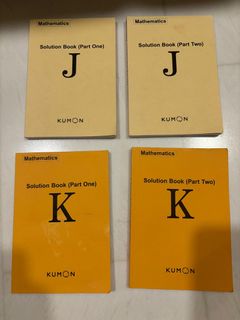 Mathematics
Solution Book (Part One)
J
KUMON
Mathematics
Solution Book (Part Two)
J
KUMON
Mathematics
Solution Book (Part One)
K
KUMON
Mathematics
Solution Book (Part Two)
K
KUMON